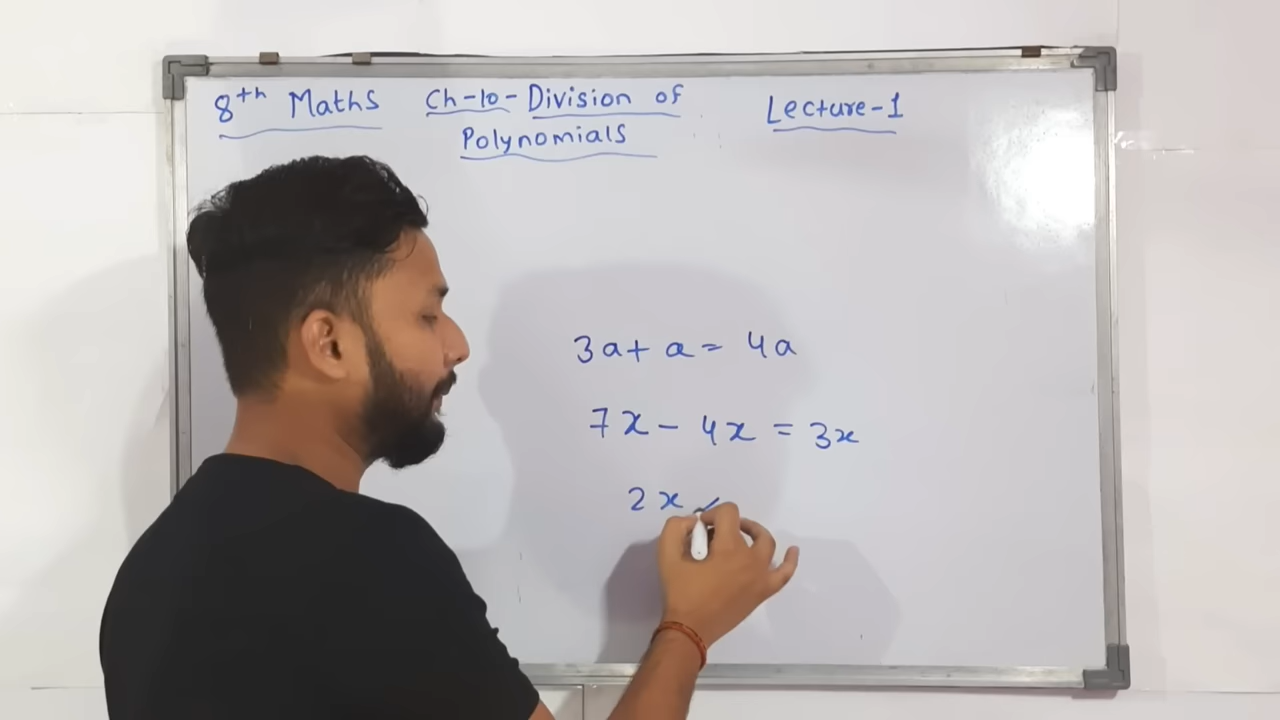 8th Maths Ch-10-Division of Polynomials Lecture-1
3a + a = 4a
7x - 4x = 3x
2x